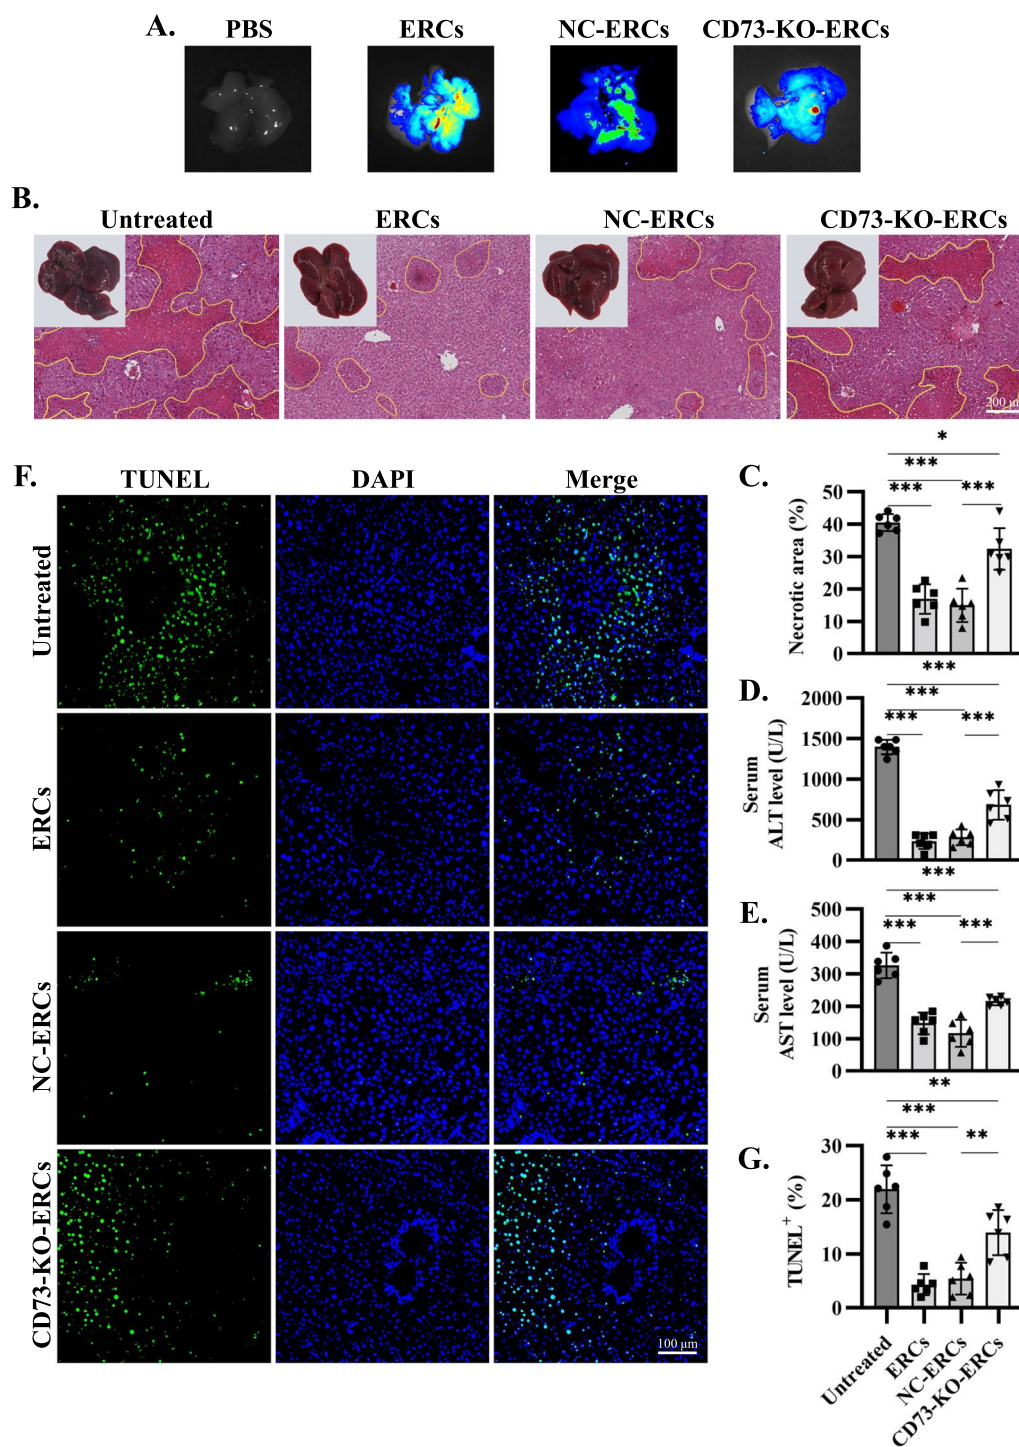 A.
PBS
ERCs
NC-ERCs
CD73-KO-ERCs
B.
Untreated
ERCs
NC-ERCs
CD73-KO-ERCs
F.
TUNEL
DAPI
Merge
Untreated
ERCs
NC-ERCs
CD73-KO-ERCs
100 μm
C.
*
***
*** ***
Necrotic area (%)
50
40
30
20
10
0
D.
***
***
*** ***
Serum
ALT level (U/L)
2000
1500
1000
500
0
E.
***
***
*** ***
Serum
AST level (U/L)
500
400
300
200
100
0
G.
**
***
*** **
TUNEL+ (%)
30
20
10
0
Untreated
ERCs
NC-ERCs
CD73-KO-ERCs